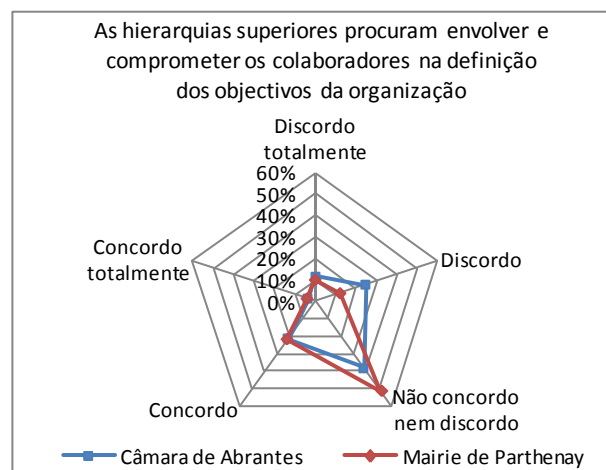 As hierarquias superiores procuram envolver e
comprometer os colaboradores na definição
dos objectivos da organização
Discordo
totalmente
60%
50%
40%
30%
20%
10%
0%
Concordo
totalmente
Discordo
Não concordo
nem discordo
Concordo
Câmara de Abrantes
Mairie de Parthenay